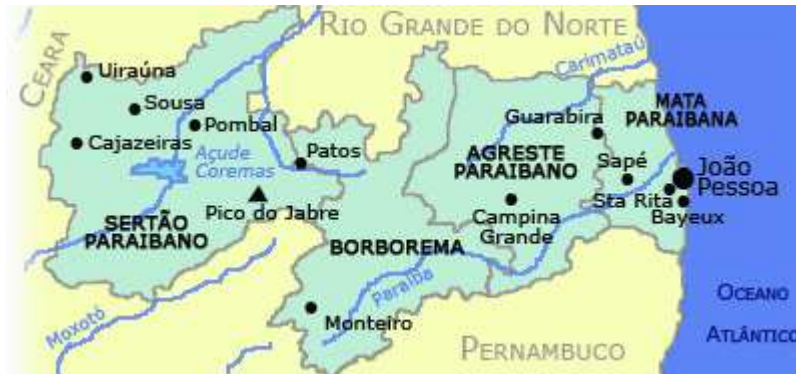 RIO GRANDE DO NORTE
CEARÁ
Uiraúna
Carimataú
Sousa
Guarabira
MATA
PARAIBANA
Pombal
Cajazeiras
Açude
Coremas
Patos
AGRESTE
PARAIBANO
Sapé
João
Pessoa
Sta Rita
Bayeux
Pico do Jabre
SERTÃO
PARAIBANO
Campina
Grande
BORBOREMA
Paraíba
OCEANO
ATLÂNTICO
Moxotó
Monteiro
PERNAMBUCO